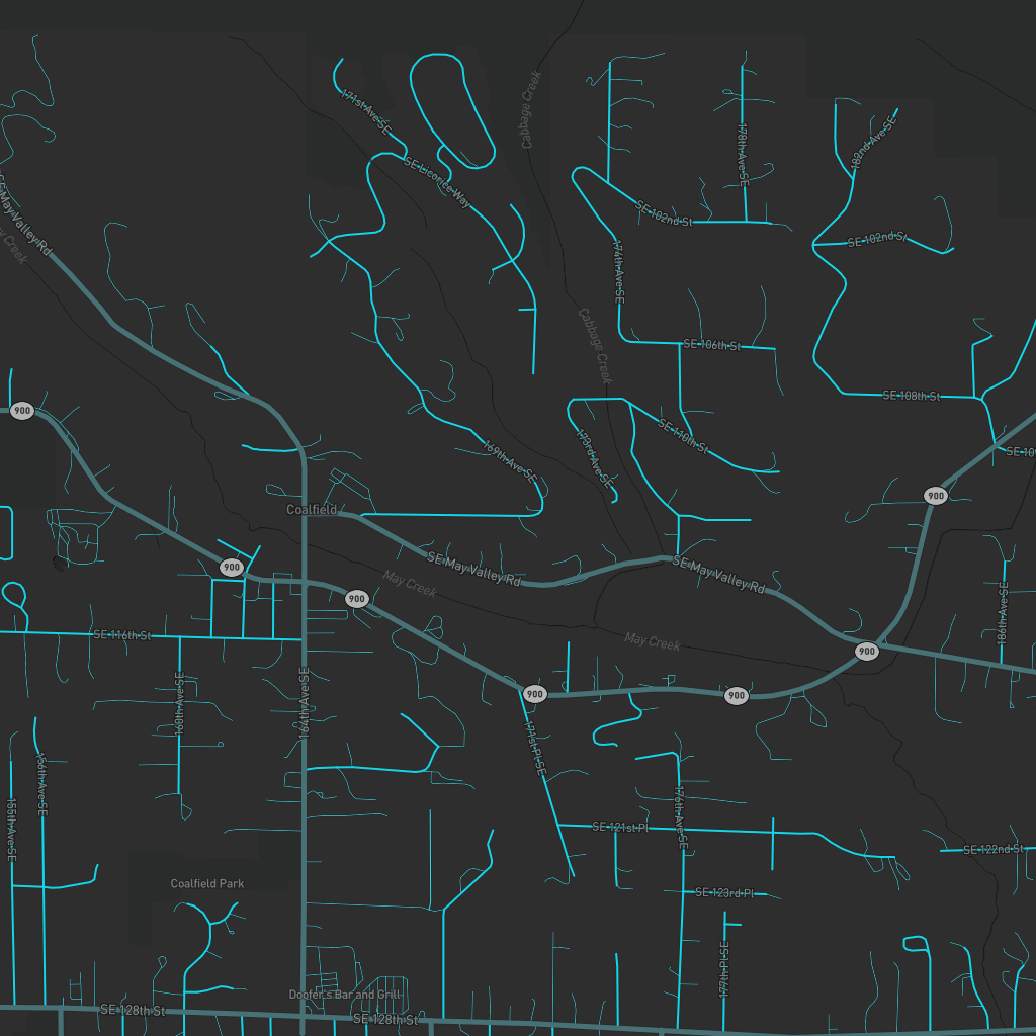 171st Ave SE
Cabbage Creek
178th Ave SE
182nd Ave SE
SE Licorice Way
SE May Valley Rd
SE 102nd St
SE 102nd St
Creek
174th Ave SE
Cabbage Creek
SE 106th St
SE 108th St
900
SE 110th St
169th Ave SE
173rd Ave SE
900
Coalfield
900
SE May Valley Rd
SE May Valley Rd
May Creek
900
186th Ave SE
SE 116th St
May Creek
900
160th Ave SE
164th Ave SE
900
900
171st Pl SE
156th Ave SE
155th Ave SE
176th Ave SE
SE 121st Pl
SE 122nd St
Coalfield Park
SE 123rd Pl
177th Pl SE
Doofer's Bar and Grill
SE 128th St
SE 128th St